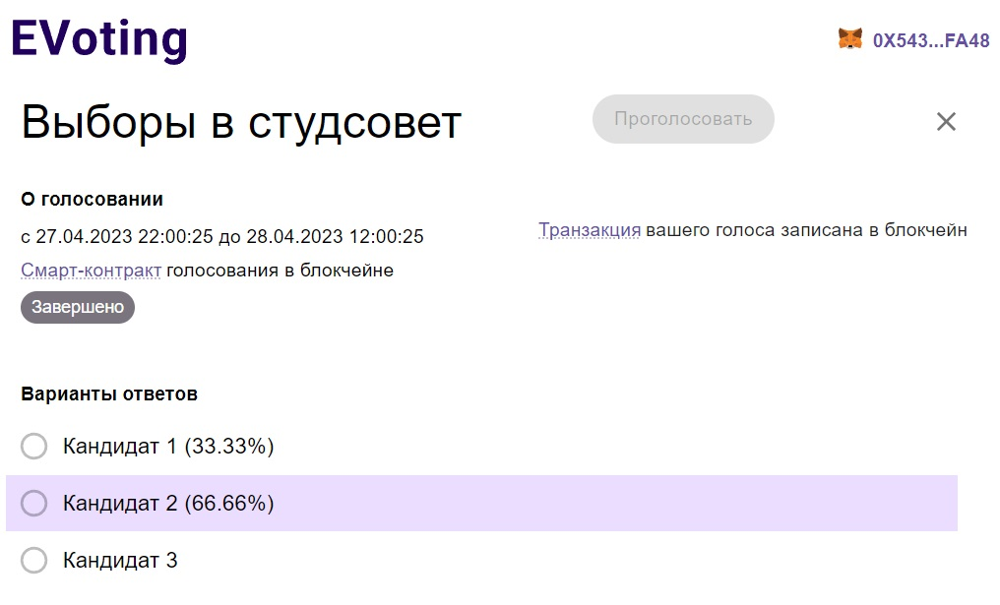 EVoting
0X543...FA48
Выборы в студсовет
Проголосовать
О голосовании
с 27.04.2023 22:00:25 до 28.04.2023 12:00:25
Транзакция вашего голоса записана в блокчейн
Смарт-контракт голосования в блокчейне
Завершено
Варианты ответов
Кандидат 1 (33.33%)
Кандидат 2 (66.66%)
Кандидат 3